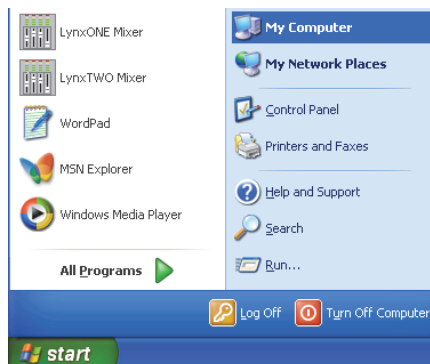 LynxONE Mixer
LynxTWO Mixer
WordPad
MSN Explorer
Windows Media Player
All Programs
My Computer
My Network Places
Control Panel
Printers and Faxes
Help and Support
Search
Run...
Log Off
Turn Off Computer
start